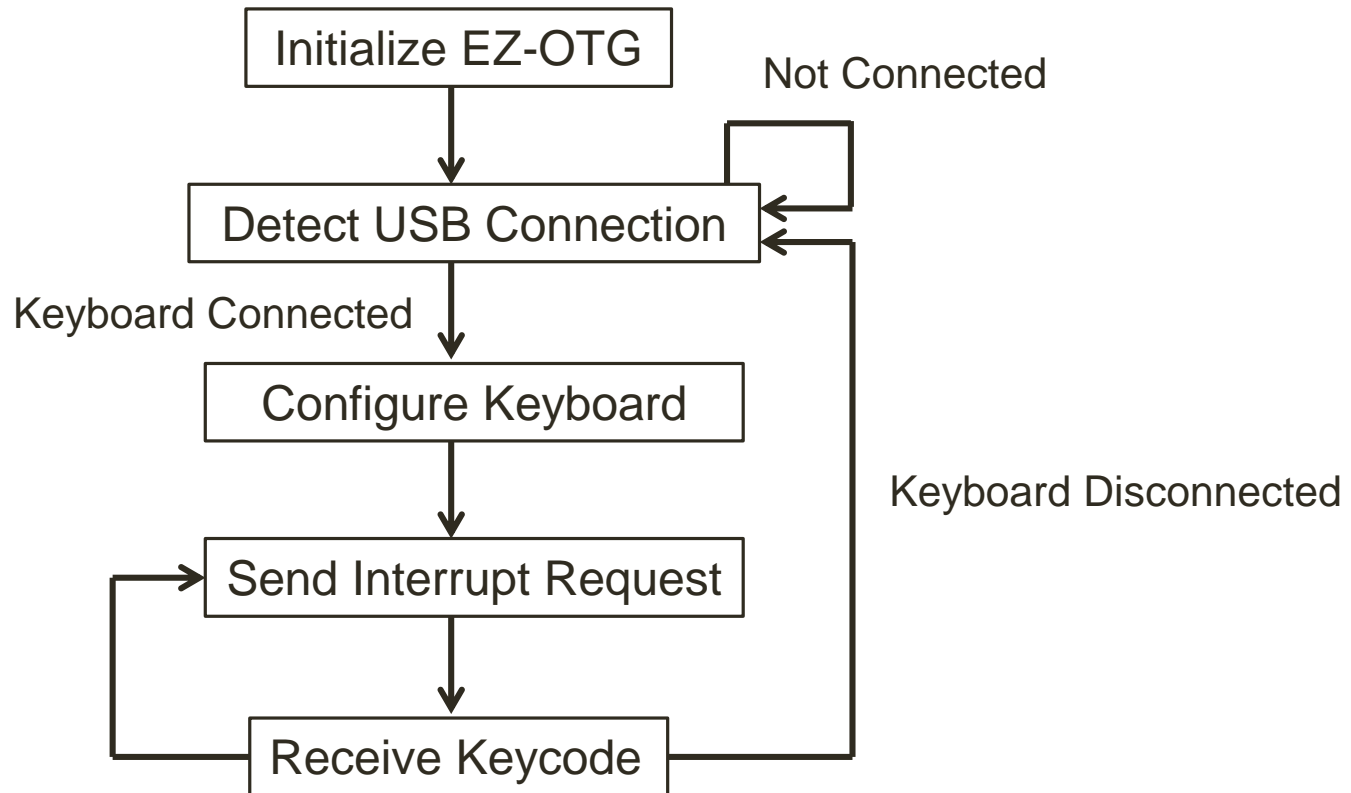 Initialize EZ-OTG
Not Connected
Detect USB Connection
Keyboard Connected
Configure Keyboard
Keyboard Disconnected
Send Interrupt Request
Receive Keycode